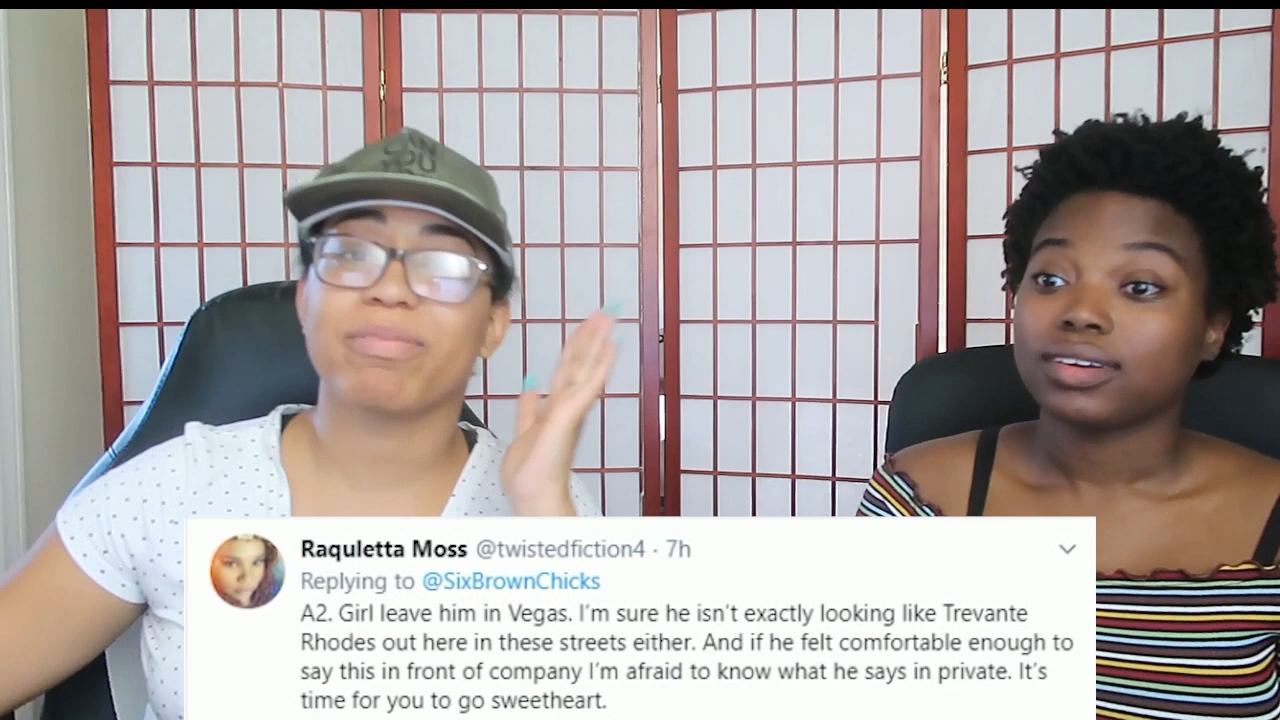 CAN
YOU
Raquletta Moss @twistedfiction4 · 7h
Replying to @SixBrownChicks
A2. Girl leave him in Vegas. I'm sure he isn't exactly looking like Trevante
Rhodes out here in these streets either. And if he felt comfortable enough to
say this in front of company I'm afraid to know what he says in private. It's
time for you to go sweetheart.